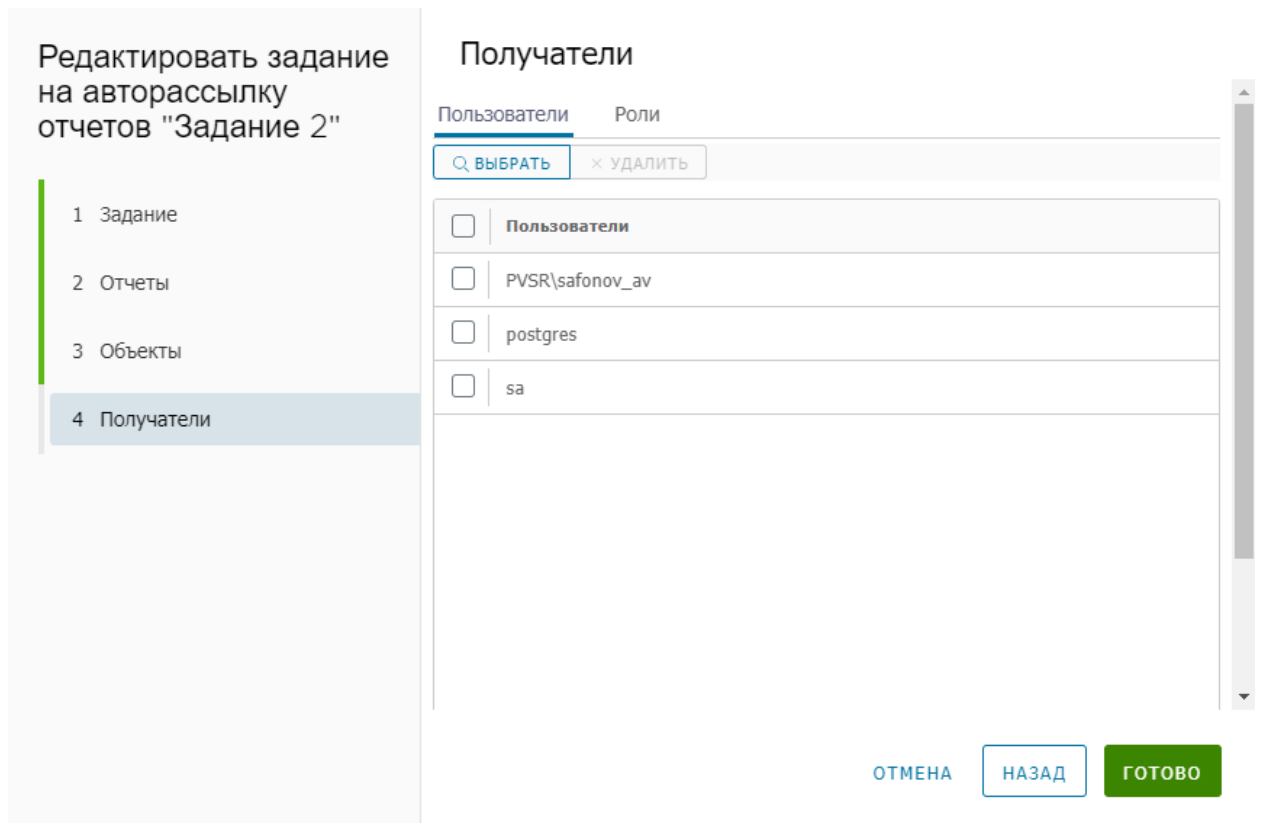 Редактировать задание
на авторассылку
отчетов "Задание 2"
1 Задание
2 Отчеты
3 Объекты
4 Получатели
Получатели
Пользователи Роли
ВЫБРАТЬ × УДАЛИТЬ
Пользователи
PVSR\safonov_av
postgres
sa
ОТМЕНА НАЗАД ГОТОВО